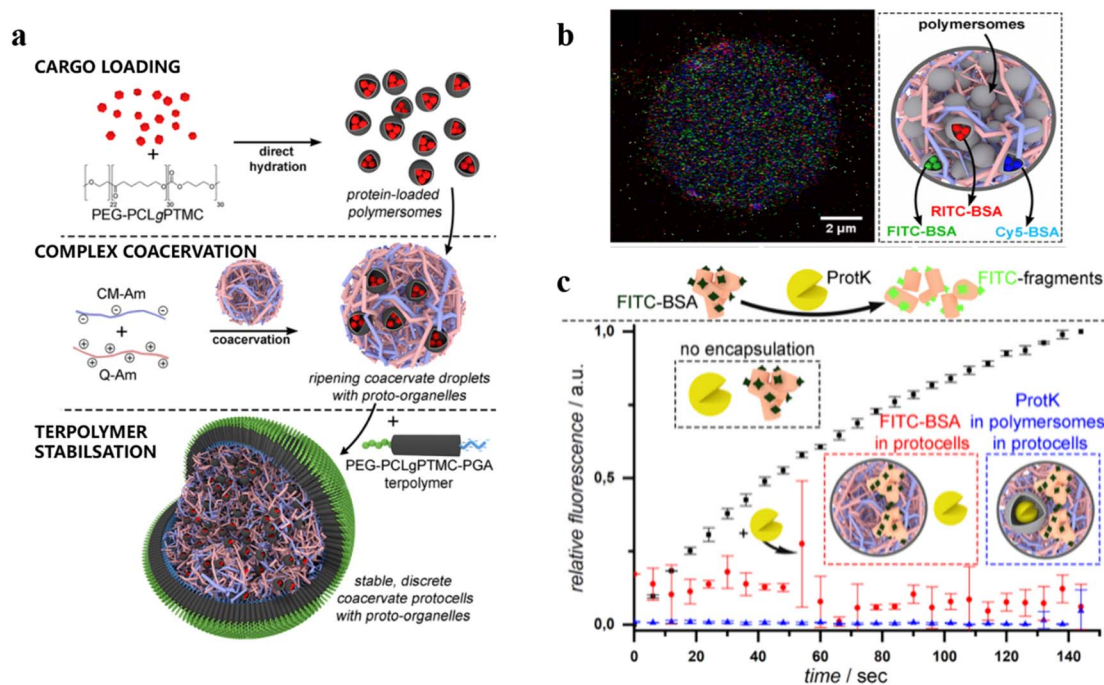 a
CARGO LOADING
+
direct
hydration
22
30
30
PEG-PCLgPTMC
protein-loaded
polymersomes
COMPLEX COACERVATION
CM-Am
+
Q-Am
coacervation
ripening coacervate droplets
with proto-organelles
+
TERPOLYMER
STABILSATION
PEG-PCLgPTMC-PGA
terpolymer
stable, discrete
coacervate protocells
with proto-organelles
b
2 µm
polymersomes
RITC-BSA
FITC-BSA
Cy5-BSA
c
FITC-BSA
ProtK
FITC-fragments
relative fluorescence / a.u.
1,0
0,5
0,0
no encapsulation
+
FITC-BSA
in protocells
ProtK
in polymersomes
in protocells
0 20 40 60 80 100 120 140
time / sec